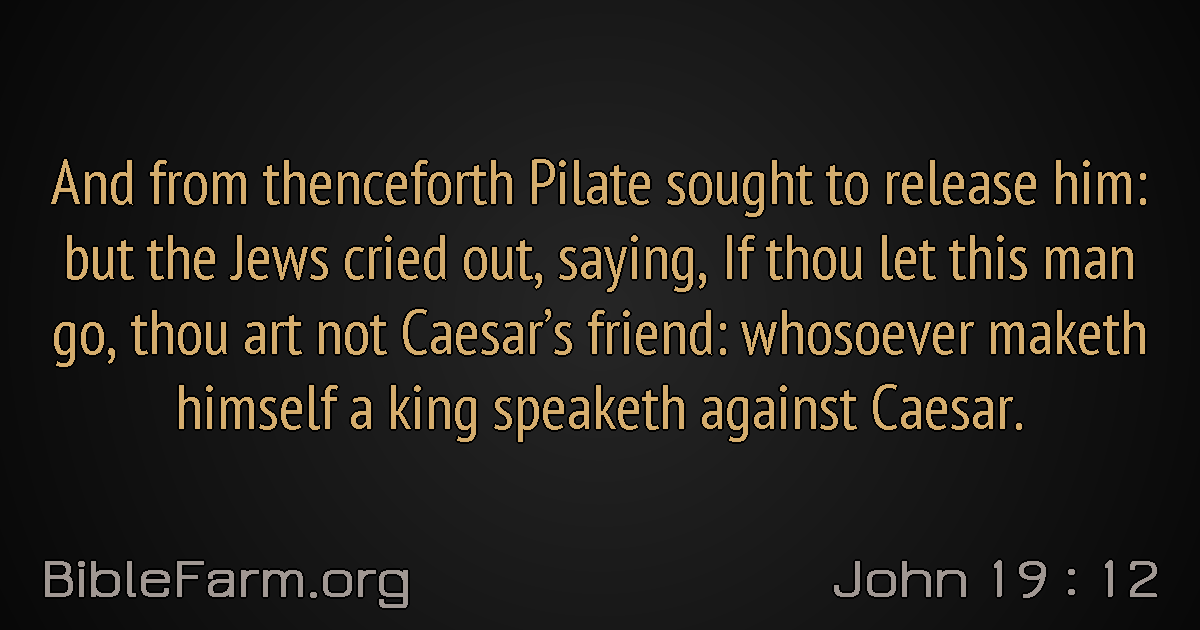 And from thenceforth Pilate sought to release him:
but the Jews cried out, saying, If thou let this man
go, thou art not Caesar’s friend: whosoever maketh
himself a king speaketh against Caesar.
BibleFarm.org
John 19 : 12